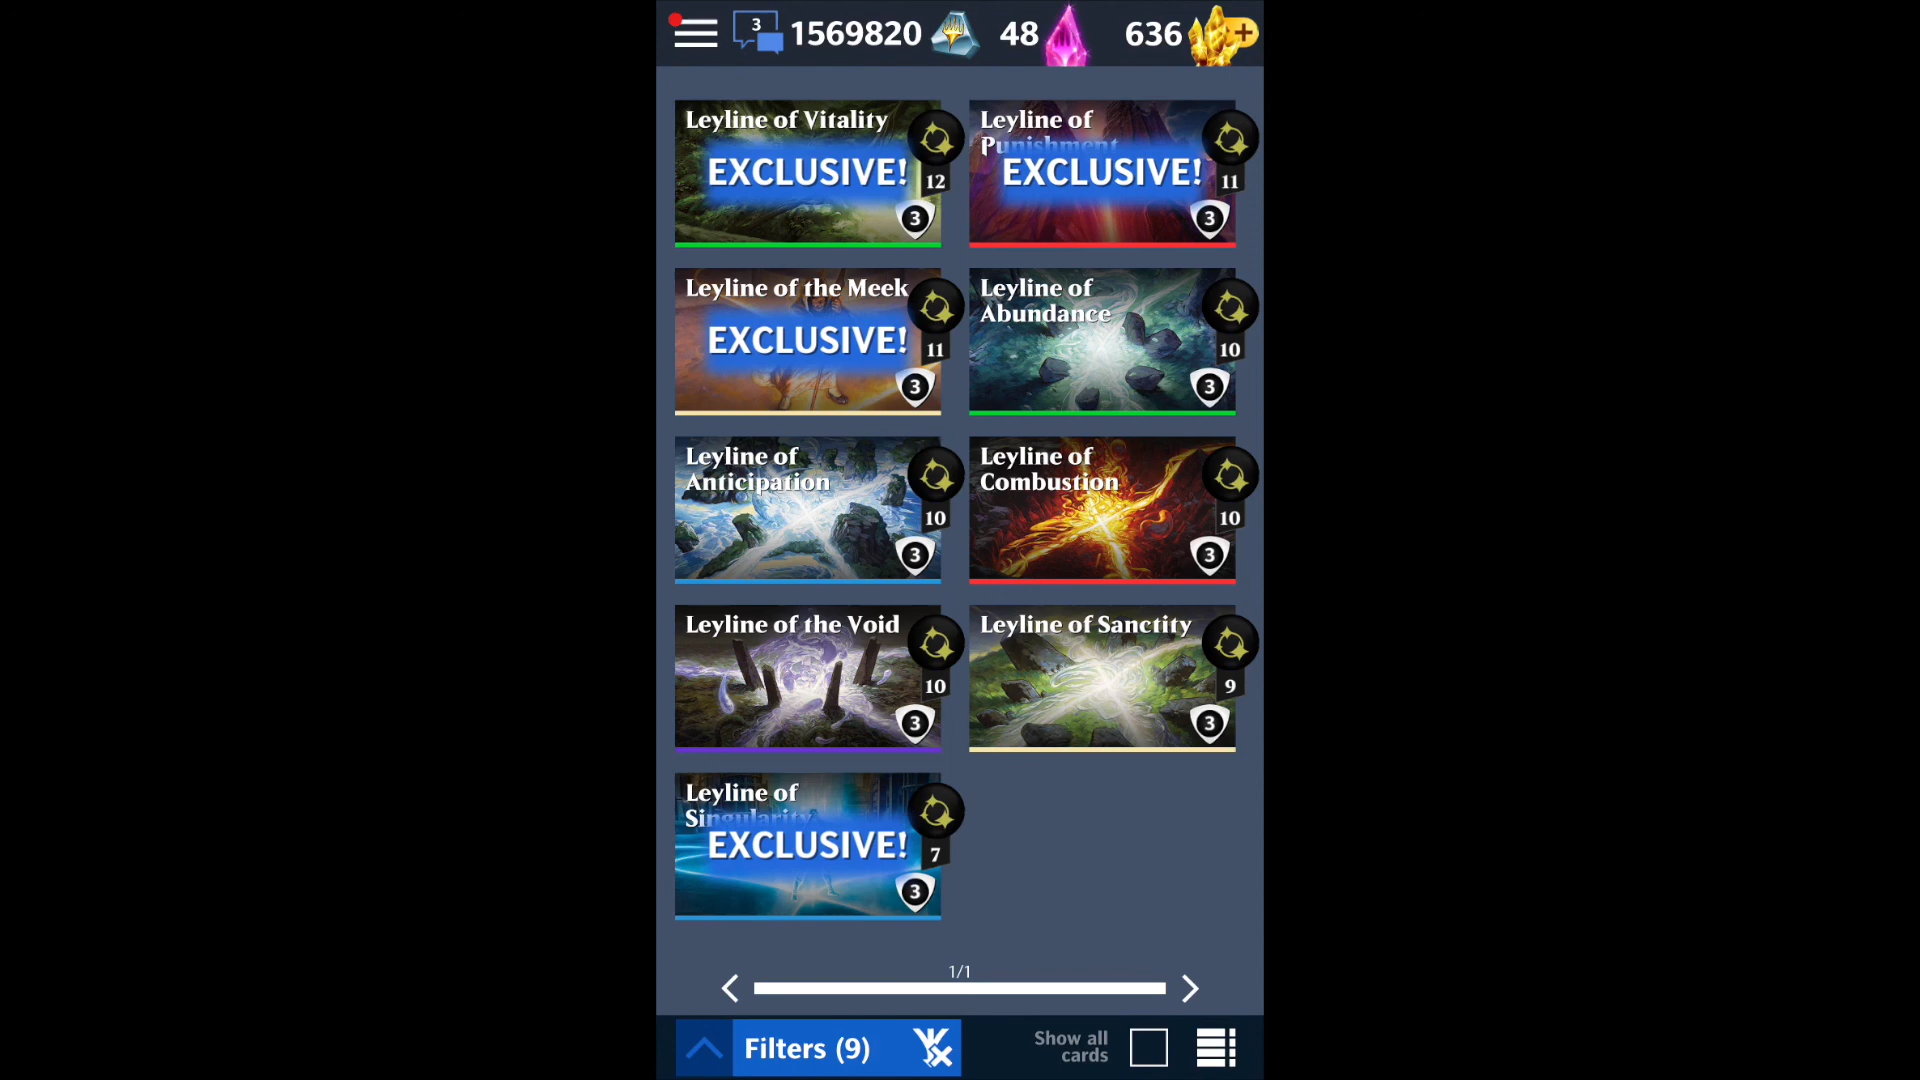 3
1569820
48
636
+
Leyline of Vitality
EXCLUSIVE!
12
3
Leyline of
Punishment
EXCLUSIVE!
11
3
Leyline of the Meek
EXCLUSIVE!
11
3
Leyline of
Abundance
10
3
Leyline of
Anticipation
10
3
Leyline of
Combustion
10
3
Leyline of the Void
10
3
Leyline of Sanctity
9
3
Leyline of
Singularity
EXCLUSIVE!
7
3
1/1
Filters (9)
Show all
cards